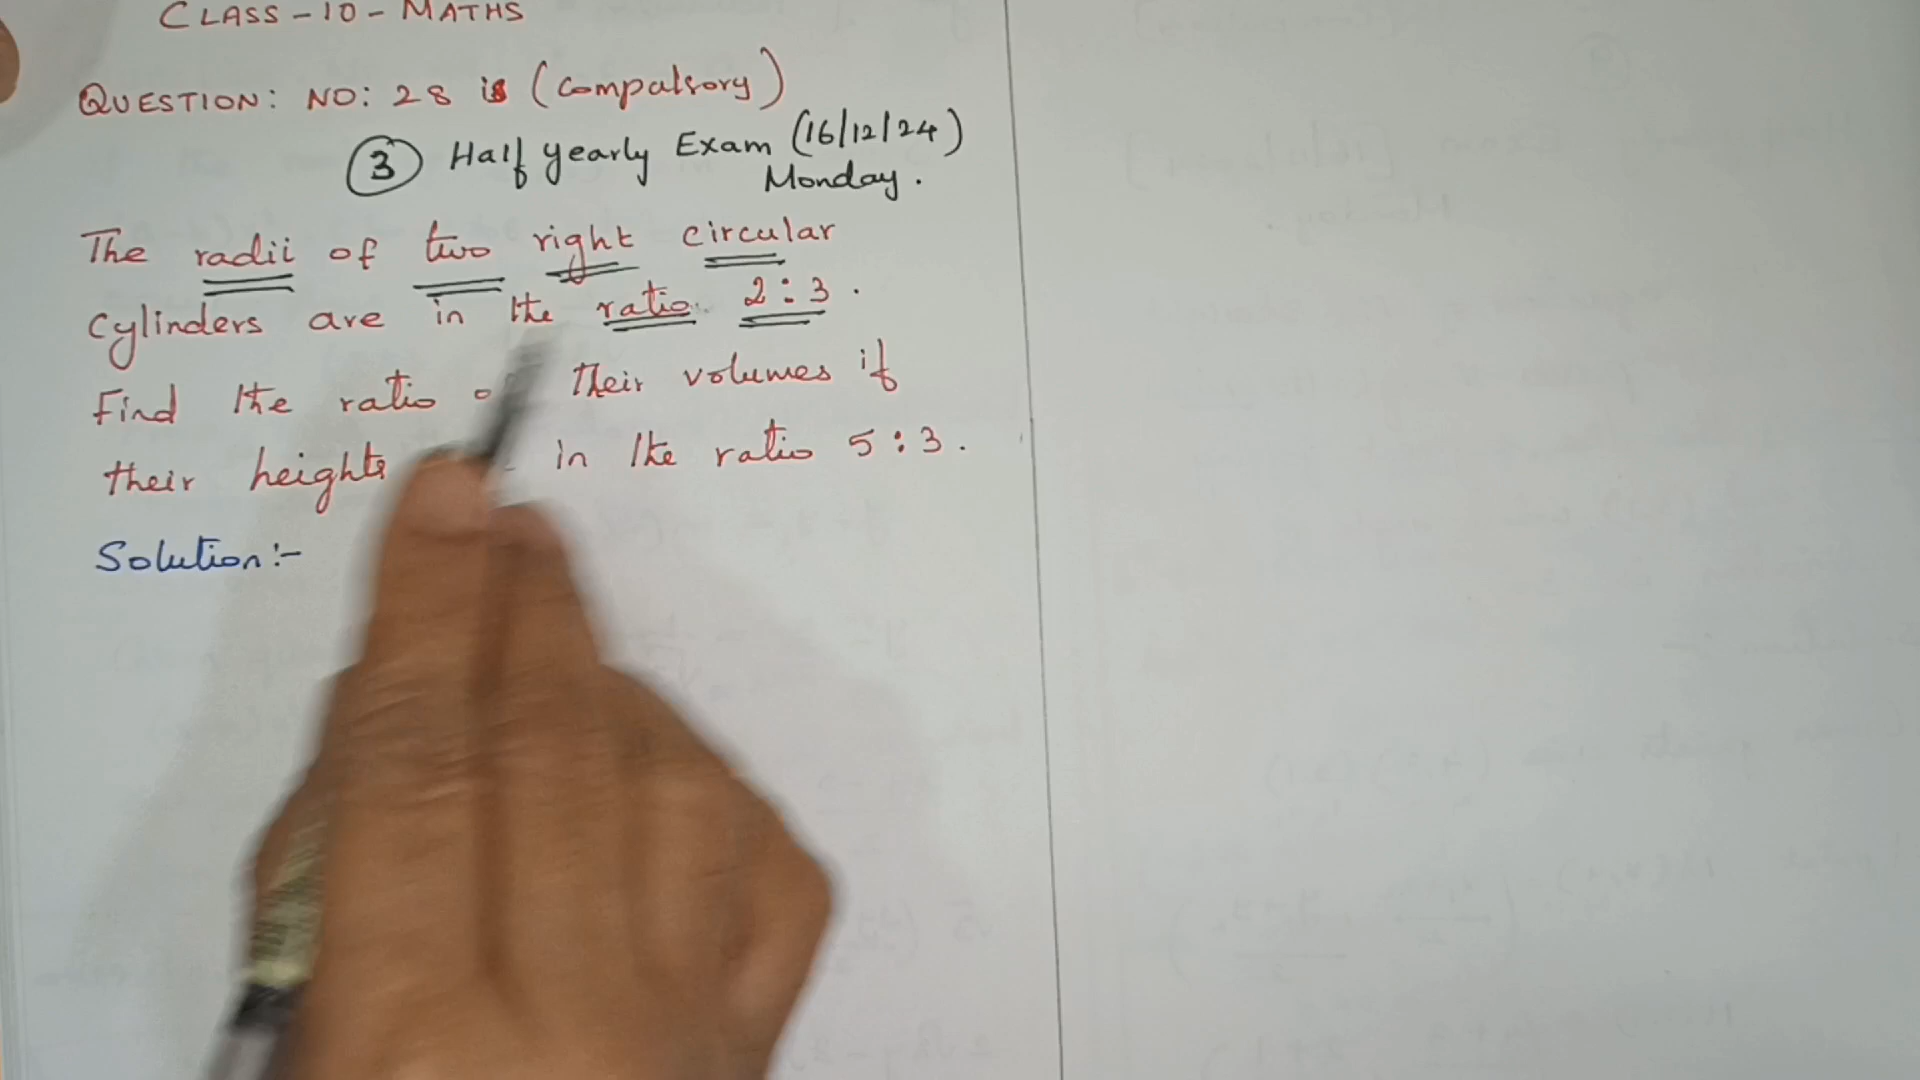 CLASS - 10 - MATHS
QUESTION: NO: 28 is (Compulsory)
3 Half yearly Exam (16/12/24)
Monday.
The radii of two right circular
cylinders are in the ratio 2:3.
Find the ratio their volumes if
their heights in the ratio 5:3.
Solution:-